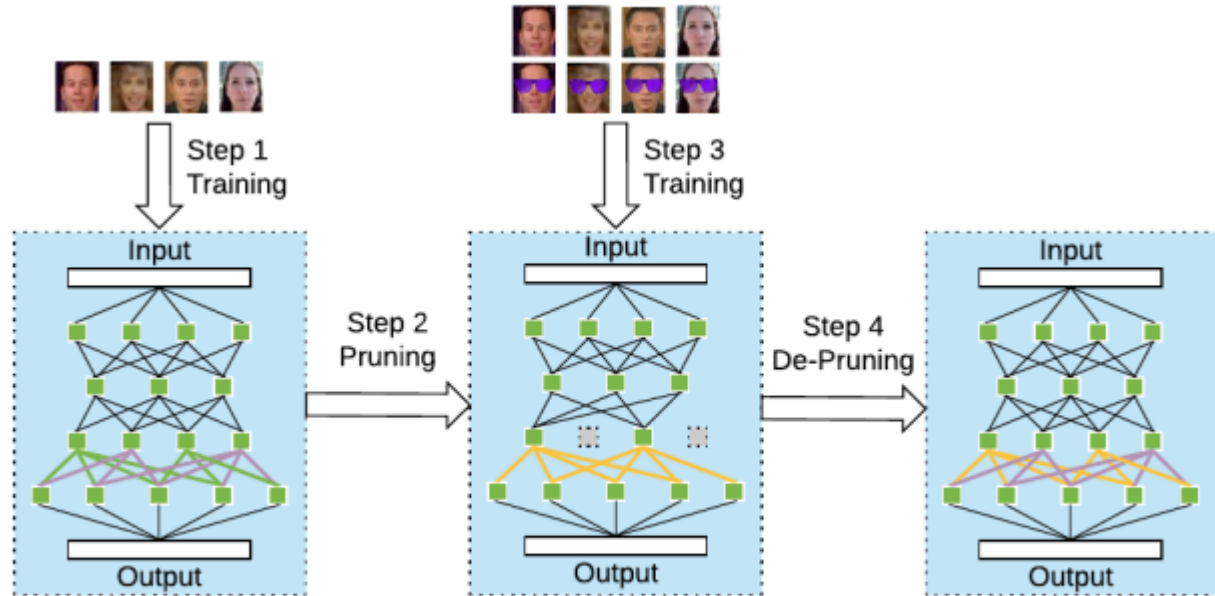 Step 1
Training
Step 3
Training
Input
Input
Input
Step 2
Pruning
Step 4
De-Pruning
Output
Output
Output